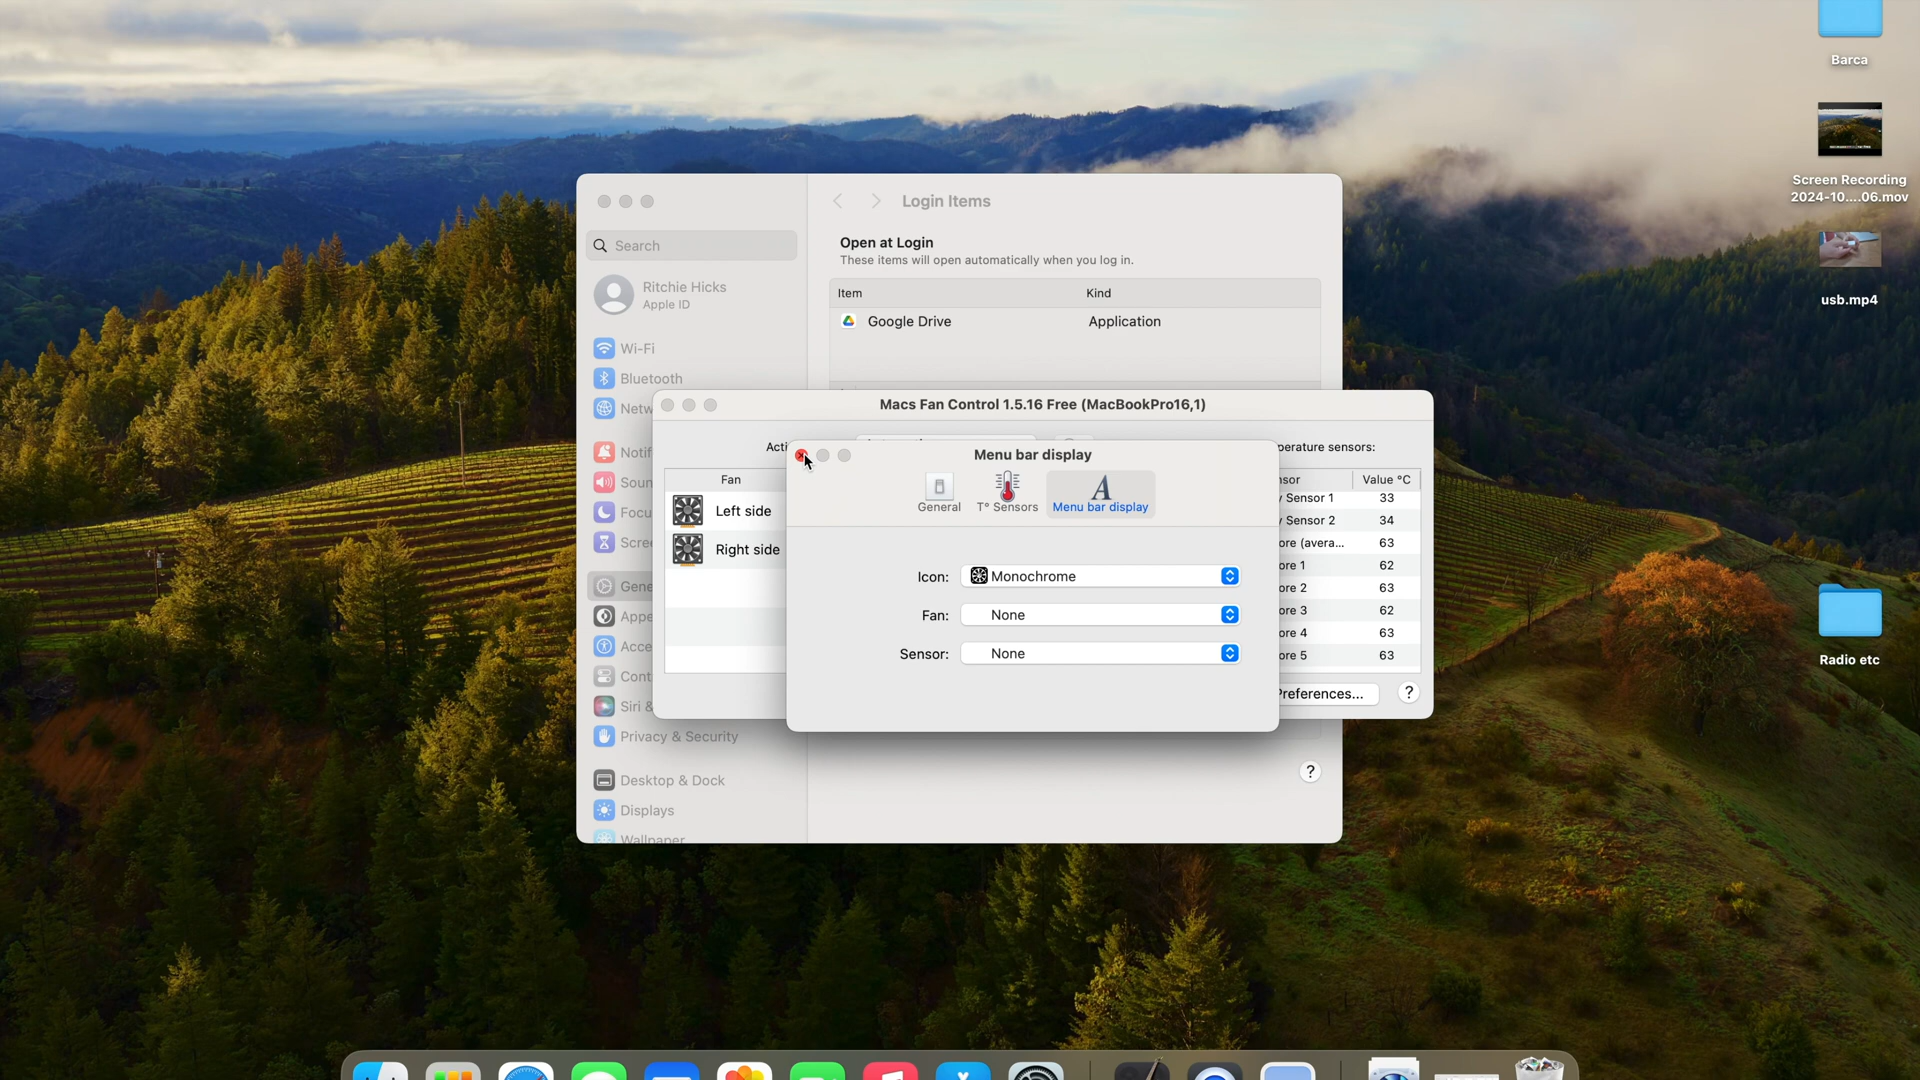 Barca
Screen Recording
2024-10....06.mov
usb.mp4
Radio etc
Login Items
Search
Ritchie Hicks
Apple ID
Wi-Fi
Bluetooth
Netw
Notif
Soun
Focu
Scre
Gene
Appe
Acce
Cont
Siri &
Privacy & Security
Desktop & Dock
Displays
Wallpaper
Open at Login
These items will open automatically when you log in.
Item Kind
Google Drive Application
?
Macs Fan Control 1.5.16 Free (MacBookPro16,1)
Acti
perature sensors:
Fan
Left side
Right side
nsor Value °C
y Sensor 1 33
y Sensor 2 34
ore (avera... 63
ore 1 62
ore 2 63
ore 3 62
ore 4 63
ore 5 63
Preferences... ?
Menu bar display
General T° Sensors Menu bar display
Icon: Monochrome
Fan: None
Sensor: None